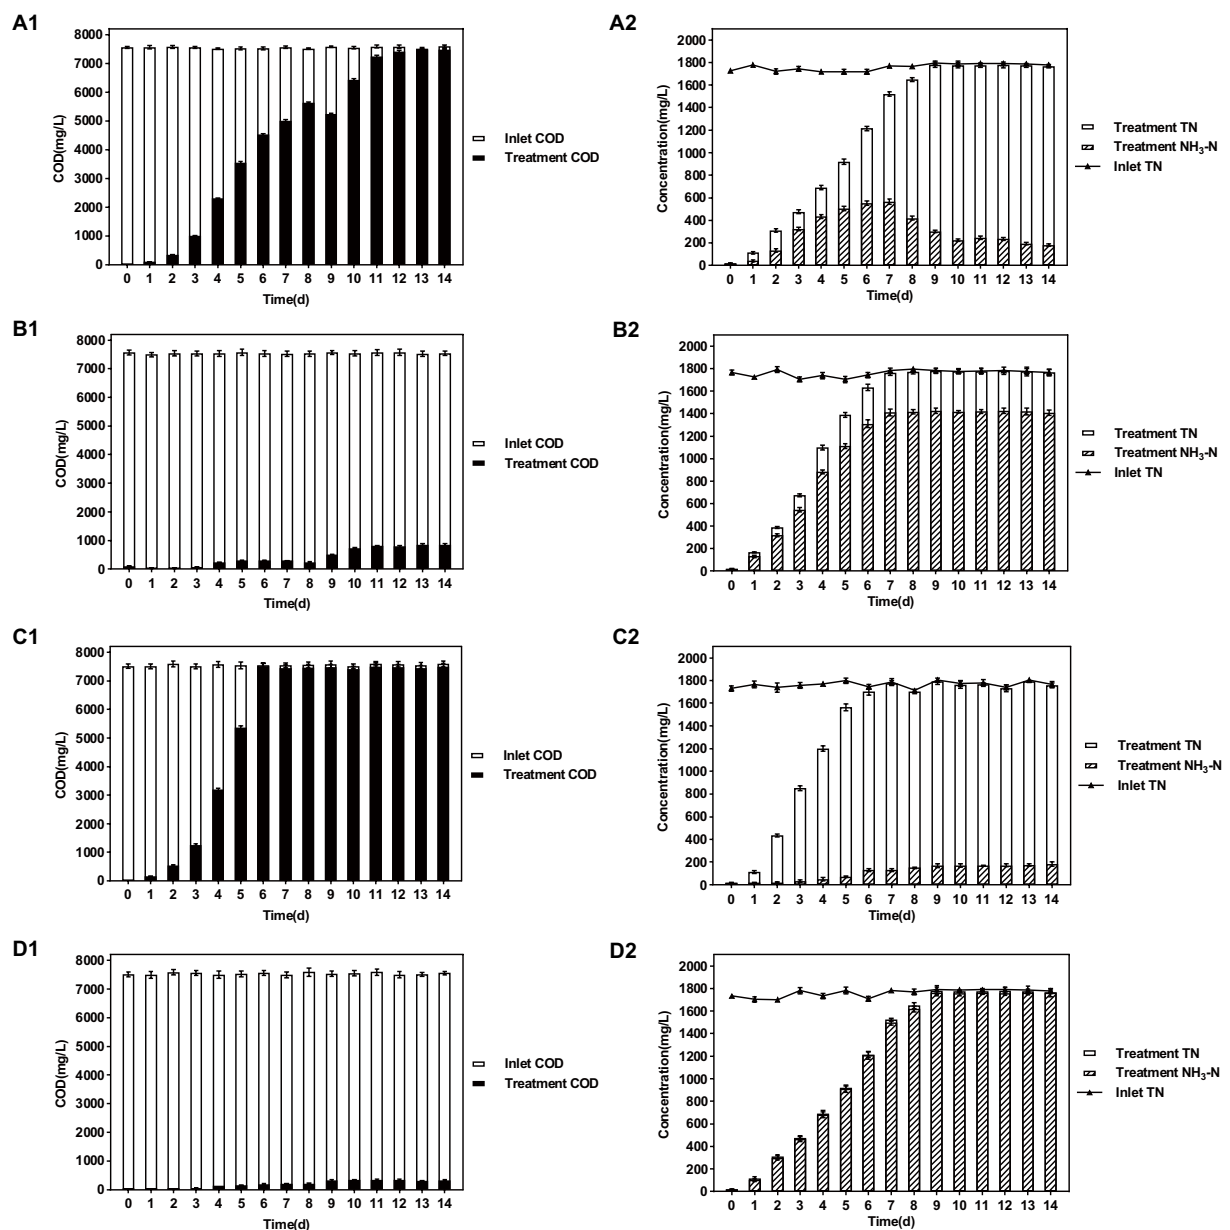 A1
8000
7000
6000
5000
4000
3000
2000
1000
0
COD(mg/L)
0 1 2 3 4 5 6 7 8 9 10 11 12 13 14
Time(d)
Inlet COD
Treatment COD
A2
2000
1800
1600
1400
1200
1000
800
600
400
200
0
Concentration(mg/L)
0 1 2 3 4 5 6 7 8 9 10 11 12 13 14
Time(d)
Treatment TN
Treatment NH3-N
Inlet TN
B1
8000
7000
6000
5000
4000
3000
2000
1000
0
COD(mg/L)
0 1 2 3 4 5 6 7 8 9 10 11 12 13 14
Time(d)
Inlet COD
Treatment COD
B2
2000
1800
1600
1400
1200
1000
800
600
400
200
0
Concentration(mg/L)
0 1 2 3 4 5 6 7 8 9 10 11 12 13 14
Time(d)
Treatment TN
Treatment NH3-N
Inlet TN
C1
8000
7000
6000
5000
4000
3000
2000
1000
0
COD(mg/L)
0 1 2 3 4 5 6 7 8 9 10 11 12 13 14
Time(d)
Inlet COD
Treatment COD
C2
2000
1800
1600
1400
1200
1000
800
600
400
200
0
Concentration(mg/L)
0 1 2 3 4 5 6 7 8 9 10 11 12 13 14
Time(d)
Treatment TN
Treatment NH3-N
Inlet TN
D1
8000
7000
6000
5000
4000
3000
2000
1000
0
COD(mg/L)
0 1 2 3 4 5 6 7 8 9 10 11 12 13 14
Time(d)
Inlet COD
Treatment COD
D2
2000
1800
1600
1400
1200
1000
800
600
400
200
0
Concentration(mg/L)
0 1 2 3 4 5 6 7 8 9 10 11 12 13 14
Time(d)
Treatment TN
Treatment NH3-N
Inlet TN